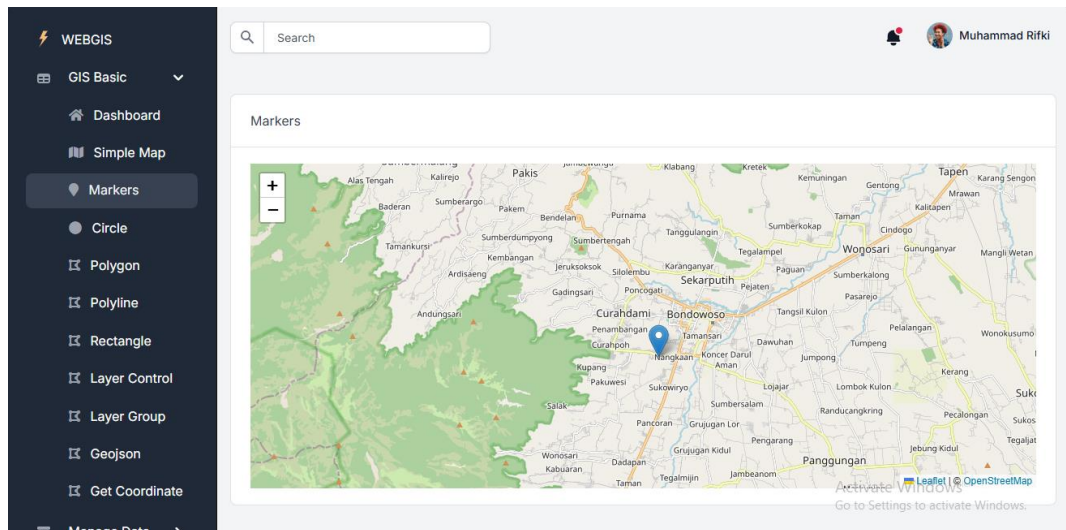 WEBGIS
GIS Basic
Dashboard
Simple Map
Markers
Circle
Polygon
Polyline
Rectangle
Layer Control
Layer Group
Geojson
Get Coordinate
Search
Muhammad Rifki
Markers
+
−
Alas Tengah
Kalirejo
Pakis
Klabang
Kretek
Kemuningan
Gentong
Tapen
Karang Sengon
Mrawan
Baderan
Sumberargo
Pakem
Bendelan
Purnama
Taman
Kalitapen
Sumberkokap
Cindogo
Tamankursi
Sumberdumpyong
Sumbertengah
Tanggulangin
Tegalampel
Wonosari
Gununganyar
Mangli Wetan
Kembangan
Ardisaeng
Jeruksoksok
Silolembu
Karanganyar
Sekarputih
Paguan
Sumberkalong
Gadingsari
Poncogati
Pejaten
Pasarejo
Andungsari
Curahdami
Bondowoso
Tangsil Kulon
Penambangan
Tamansari
Pelalangan
Wonokusumo
Curahpoh
Dawuhan
Tumpeng
Nangkaan
Koncer Darul Aman
Jumpong
Kupang
Kerang
Pakuwesi
Sukowiryo
Lojajar
Lombok Kulon
Suko
Salak
Sumbersalam
Randucangkring
Pecalongan
Sukos
Pancoran
Grujugan Lor
Pengarang
Tegaljat
Wonosari
Grujugan Kidul
Jebung Kidul
Kabuaran
Dadapan
Panggungan
Taman
Tegalmijin
Jambeanom
Leaflet | © OpenStreetMap
Activate Windows
Go to Settings to activate Windows.